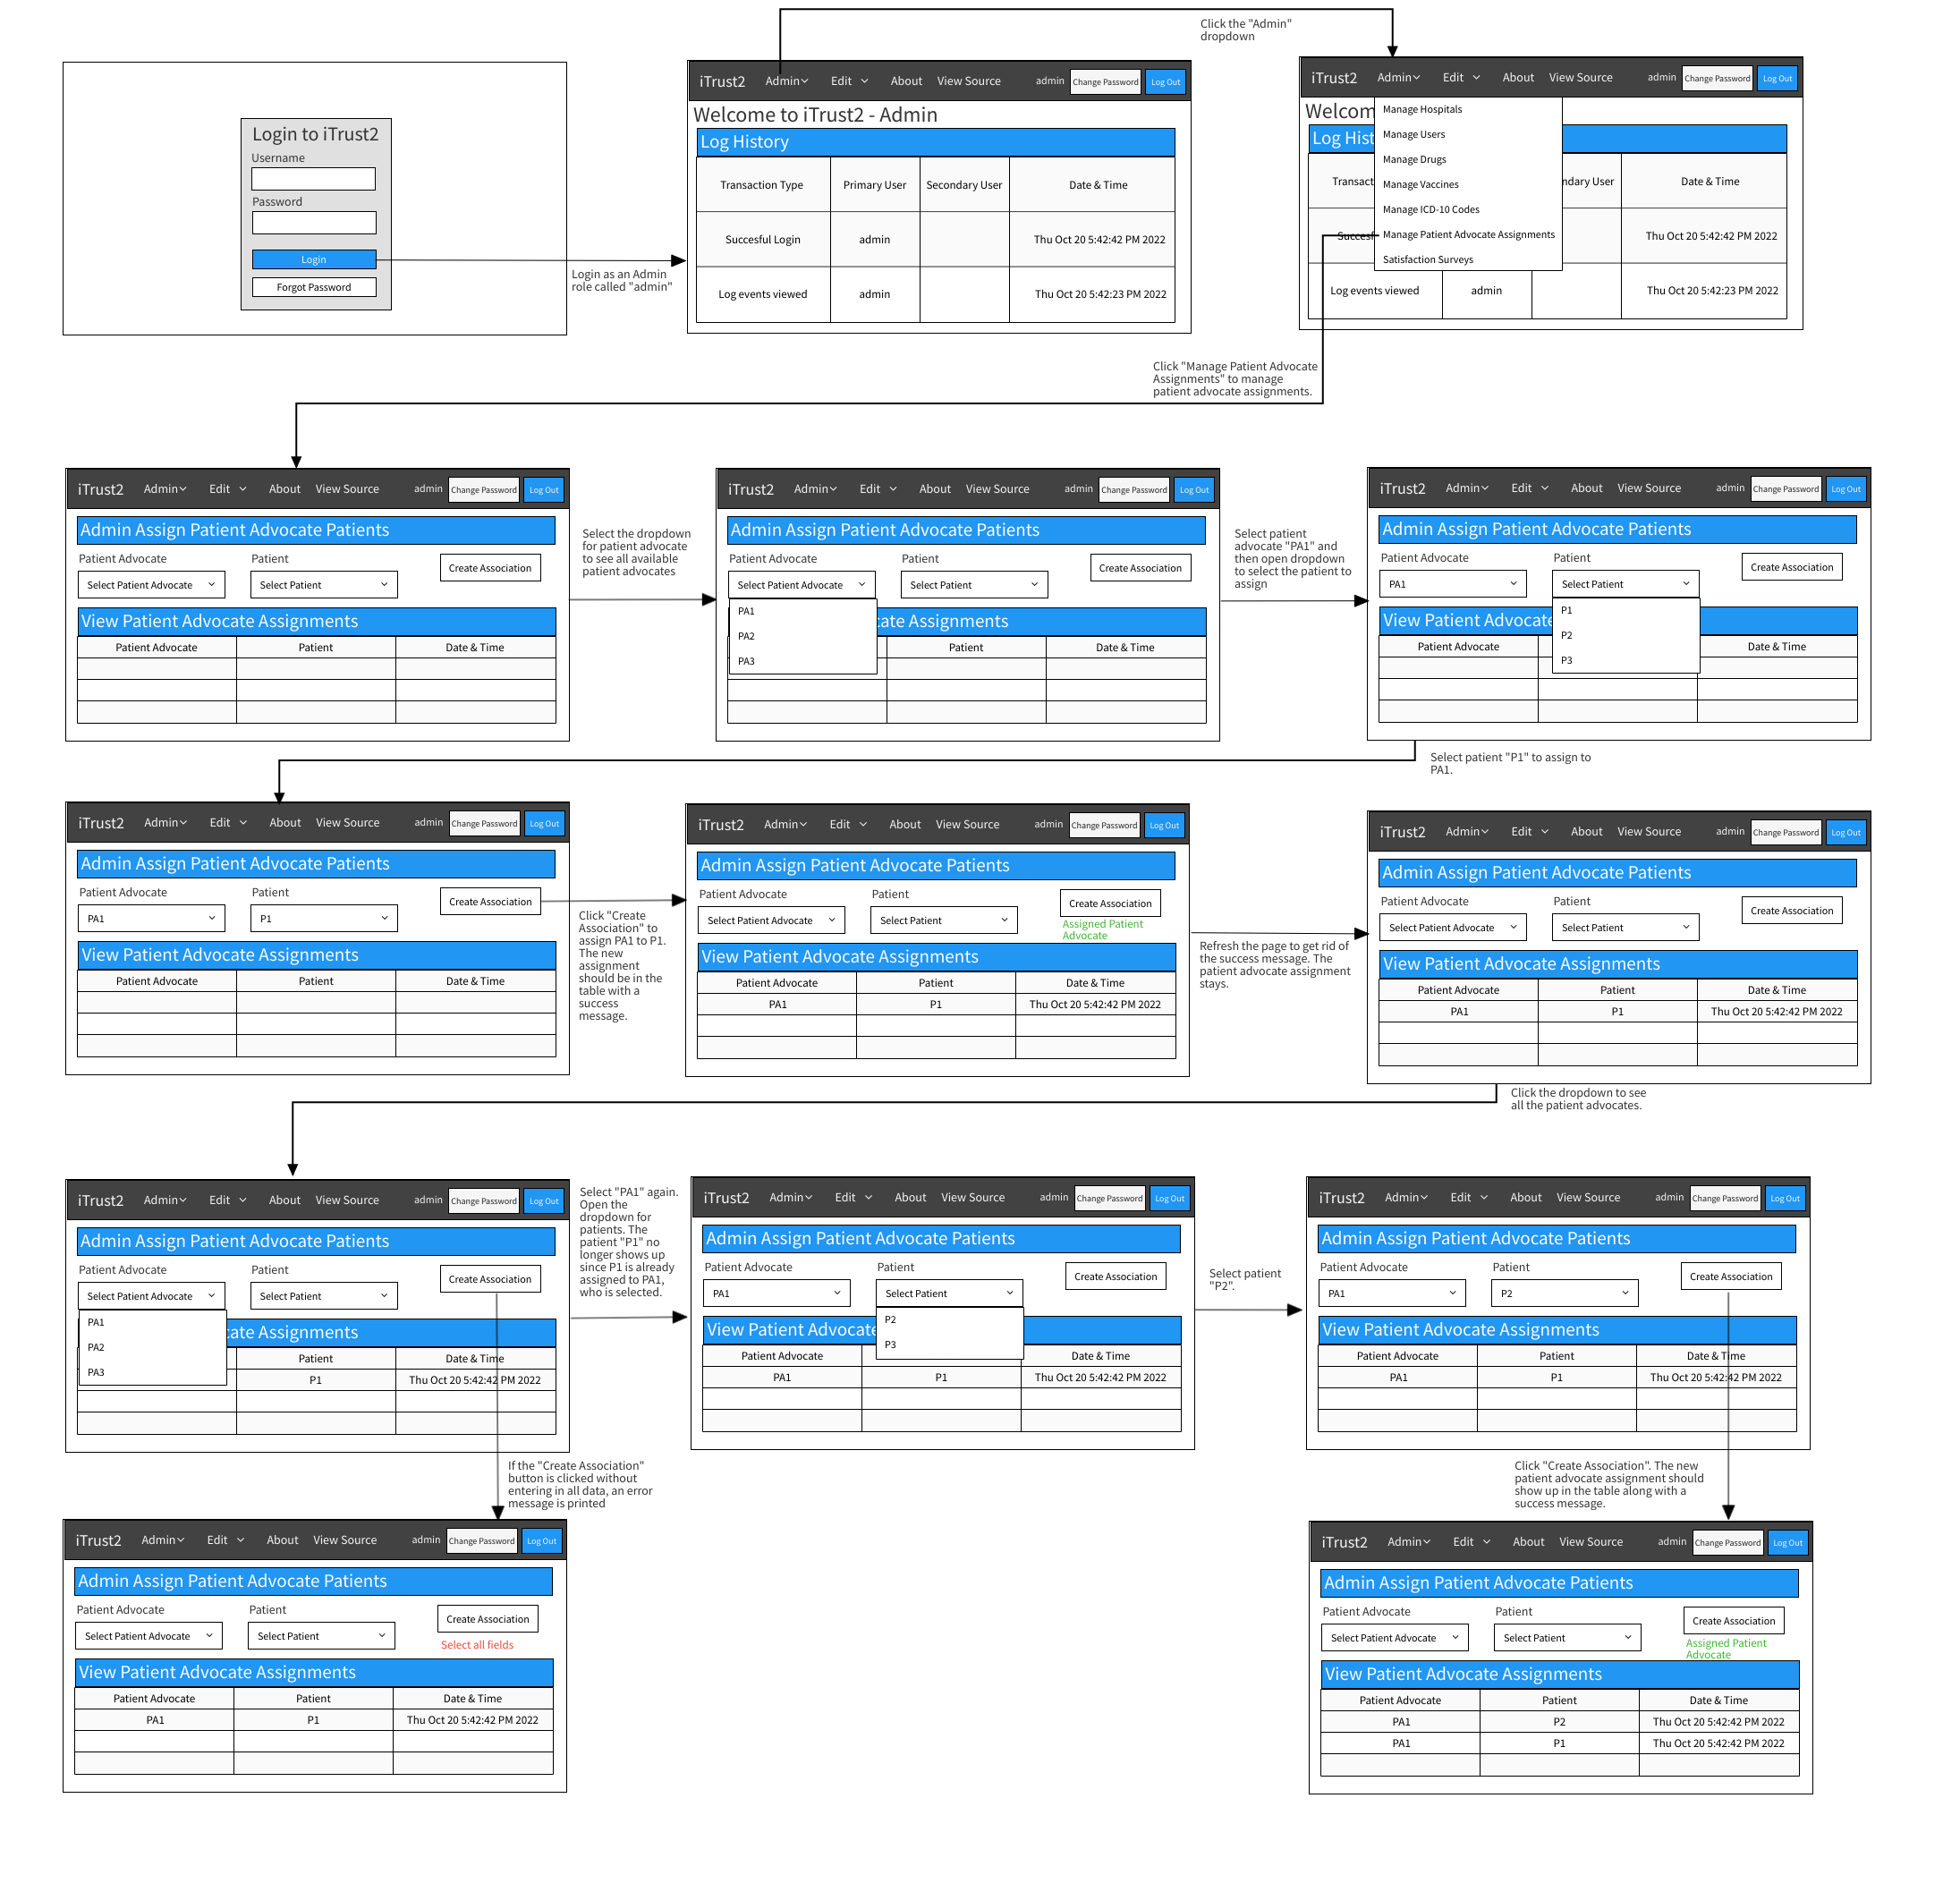 Click the "Admin"
dropdown
Login to iTrust2
Username
Password
Login
Forgot Password
Login as an Admin
role called "admin"
iTrust2 Admin Edit About View Source admin Change Password Log Out
Welcome to iTrust2 - Admin
Log History
Transaction Type Primary User Secondary User Date & Time
Succesful Login admin Thu Oct 20 5:42:42 PM 2022
Log events viewed admin Thu Oct 20 5:42:23 PM 2022
iTrust2 Admin Edit About View Source admin Change Password Log Out
Welcom
Manage Hospitals
Log Hist
Manage Users
Manage Drugs
Transact ndary User Date & Time
Manage Vaccines
Manage ICD-10 Codes
Succesf Manage Patient Advocate Assignments Thu Oct 20 5:42:42 PM 2022
Satisfaction Surveys
Log events viewed admin Thu Oct 20 5:42:23 PM 2022
Click "Manage Patient Advocate
Assignments" to manage
patient advocate assignments.
iTrust2 Admin Edit About View Source admin Change Password Log Out
Admin Assign Patient Advocate Patients
Patient Advocate Patient
Create Association
Select Patient Advocate Select Patient
View Patient Advocate Assignments
Patient Advocate Patient Date & Time
Select the dropdown
for patient advocate
to see all available
patient advocates
iTrust2 Admin Edit About View Source admin Change Password Log Out
Admin Assign Patient Advocate Patients
Patient Advocate Patient
Create Association
Select Patient Advocate Select Patient
PA1
cate Assignments
PA2
Patient Date & Time
PA3
Select patient
advocate "PA1" and
then open dropdown
to select the patient to
assign
iTrust2 Admin Edit About View Source admin Change Password Log Out
Admin Assign Patient Advocate Patients
Patient Advocate Patient
Create Association
PA1 Select Patient
P1
View Patient Advocate
P2
Patient Advocate Date & Time
P3
Select patient "P1" to assign to
PA1.
iTrust2 Admin Edit About View Source admin Change Password Log Out
Admin Assign Patient Advocate Patients
Patient Advocate Patient
Create Association
PA1 P1
View Patient Advocate Assignments
Patient Advocate Patient Date & Time
Click "Create
Association" to
assign PA1 to P1.
The new
assignment
should be in the
table with a
success
message.
iTrust2 Admin Edit About View Source admin Change Password Log Out
Admin Assign Patient Advocate Patients
Patient Advocate Patient
Create Association
Select Patient Advocate Select Patient
Assigned Patient
Advocate
View Patient Advocate Assignments
Patient Advocate Patient Date & Time
PA1 P1 Thu Oct 20 5:42:42 PM 2022
Refresh the page to get rid of
the success message. The
patient advocate assignment
stays.
iTrust2 Admin Edit About View Source admin Change Password Log Out
Admin Assign Patient Advocate Patients
Patient Advocate Patient
Create Association
Select Patient Advocate Select Patient
View Patient Advocate Assignments
Patient Advocate Patient Date & Time
PA1 P1 Thu Oct 20 5:42:42 PM 2022
Click the dropdown to see
all the patient advocates.
iTrust2 Admin Edit About View Source admin Change Password Log Out
Admin Assign Patient Advocate Patients
Patient Advocate Patient
Create Association
Select Patient Advocate Select Patient
PA1
cate Assignments
PA2
Patient Date & Time
PA3
P1 Thu Oct 20 5:42:42 PM 2022
Select "PA1" again.
Open the
dropdown for
patients. The
patient "P1" no
longer shows up
since P1 is already
assigned to PA1,
who is selected.
iTrust2 Admin Edit About View Source admin Change Password Log Out
Admin Assign Patient Advocate Patients
Patient Advocate Patient
Create Association
PA1 Select Patient
P2
View Patient Advocate
P3
Patient Advocate Date & Time
PA1 P1 Thu Oct 20 5:42:42 PM 2022
Select patient
"P2".
iTrust2 Admin Edit About View Source admin Change Password Log Out
Admin Assign Patient Advocate Patients
Patient Advocate Patient
Create Association
PA1 P2
View Patient Advocate Assignments
Patient Advocate Patient Date & Time
PA1 P1 Thu Oct 20 5:42:42 PM 2022
If the "Create Association"
button is clicked without
entering in all data, an error
message is printed
Click "Create Association". The new
patient advocate assignment should
show up in the table along with a
success message.
iTrust2 Admin Edit About View Source admin Change Password Log Out
Admin Assign Patient Advocate Patients
Patient Advocate Patient
Create Association
Select Patient Advocate Select Patient
Select all fields
View Patient Advocate Assignments
Patient Advocate Patient Date & Time
PA1 P1 Thu Oct 20 5:42:42 PM 2022
iTrust2 Admin Edit About View Source admin Change Password Log Out
Admin Assign Patient Advocate Patients
Patient Advocate Patient
Create Association
Select Patient Advocate Select Patient
Assigned Patient
Advocate
View Patient Advocate Assignments
Patient Advocate Patient Date & Time
PA1 P2 Thu Oct 20 5:42:42 PM 2022
PA1 P1 Thu Oct 20 5:42:42 PM 2022